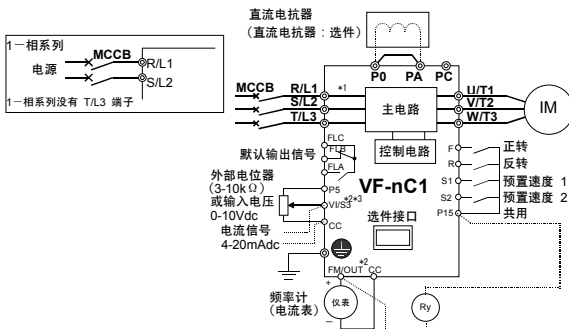 直流电抗器
(直流电抗器：选件)
1一相系列
MCCB
电源
R/L1
S/L2
1一相系列没有 T/L3 端子
P0 PA PC
MCCB
R/L1
S/L2
T/L3
*1
主电路
控制电路
U/T1
V/T2
W/T3
IM
FLC
FLB
FLA
默认输出信号
外部电位器
(3-10kΩ)
或输入电压
0-10Vdc
电流信号
4-20mAdc
P5
VI/S3
*2*3
CC
VF-nC1
选件接口
F
R
S1
S2
P15
正转
反转
预置速度 1
预置速度 2
共用
FM/OUT
*2
CC
频率计
(电流表)
+
仪表
－
Ry